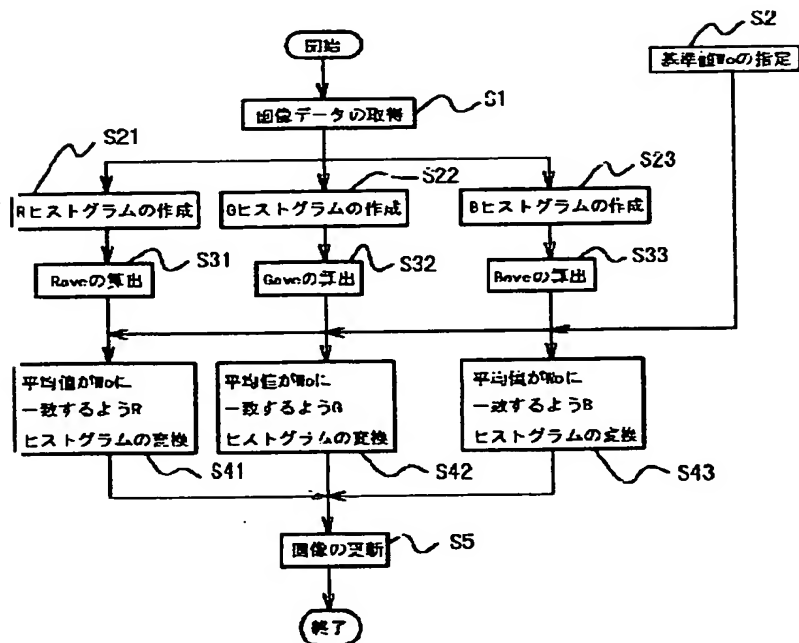 開始
S2
基準値Woの指定
S1
画像データの取得
S21
S22
S23
Rヒストグラムの作成
Gヒストグラムの作成
Bヒストグラムの作成
S31
S32
S33
Raveの算出
Gaveの算出
Baveの算出
平均値がWoに
一致するようR
ヒストグラムの変換
平均値がWoに
一致するようG
ヒストグラムの変換
平均値がWoに
一致するようB
ヒストグラムの変換
S41
S42
S43
画像の更新
S5
終了